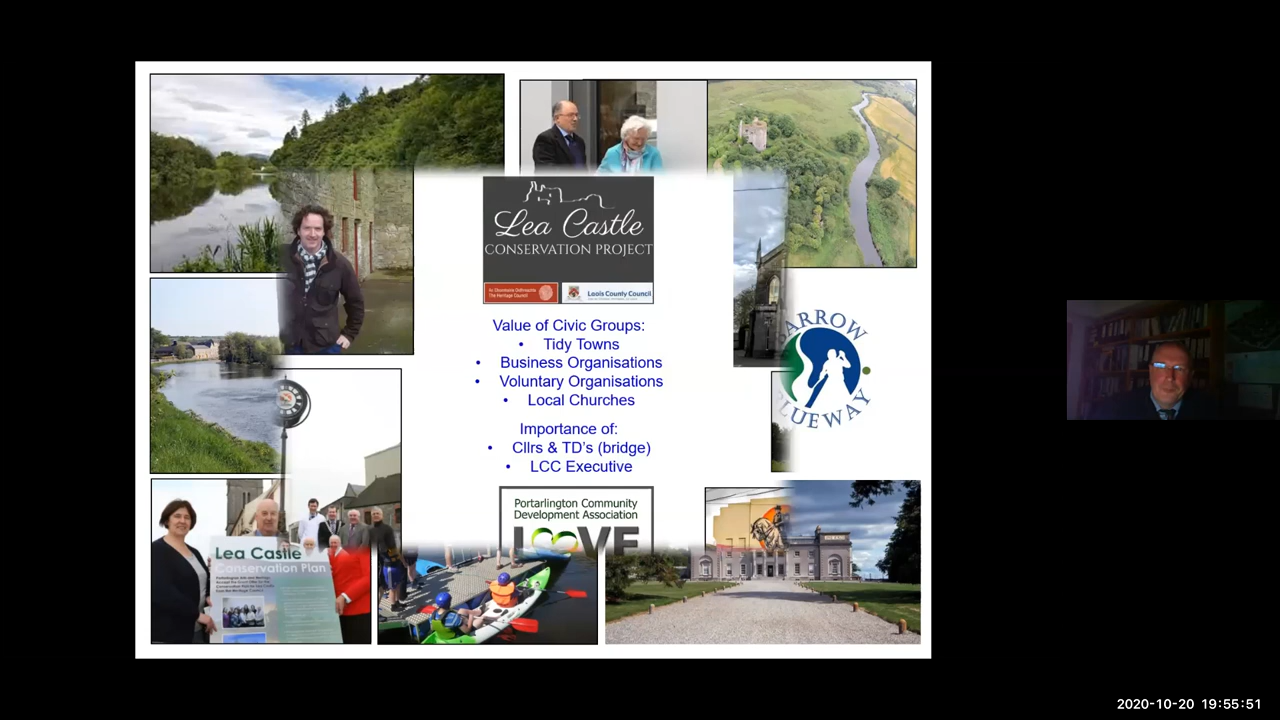 Lea Castle
CONSERVATION PROJECT
An Chomhairle Oidhreachta
The Heritage Council
Laois County Council
Value of Civic Groups:
• Tidy Towns
• Business Organisations
• Voluntary Organisations
• Local Churches
Importance of:
• Cllrs & TD's (bridge)
• LCC Executive
ARROW
LUEWAY
Portarlington Community
Development Association
Lea Castle
Conservation Plan
2020-10-20 19:55:51